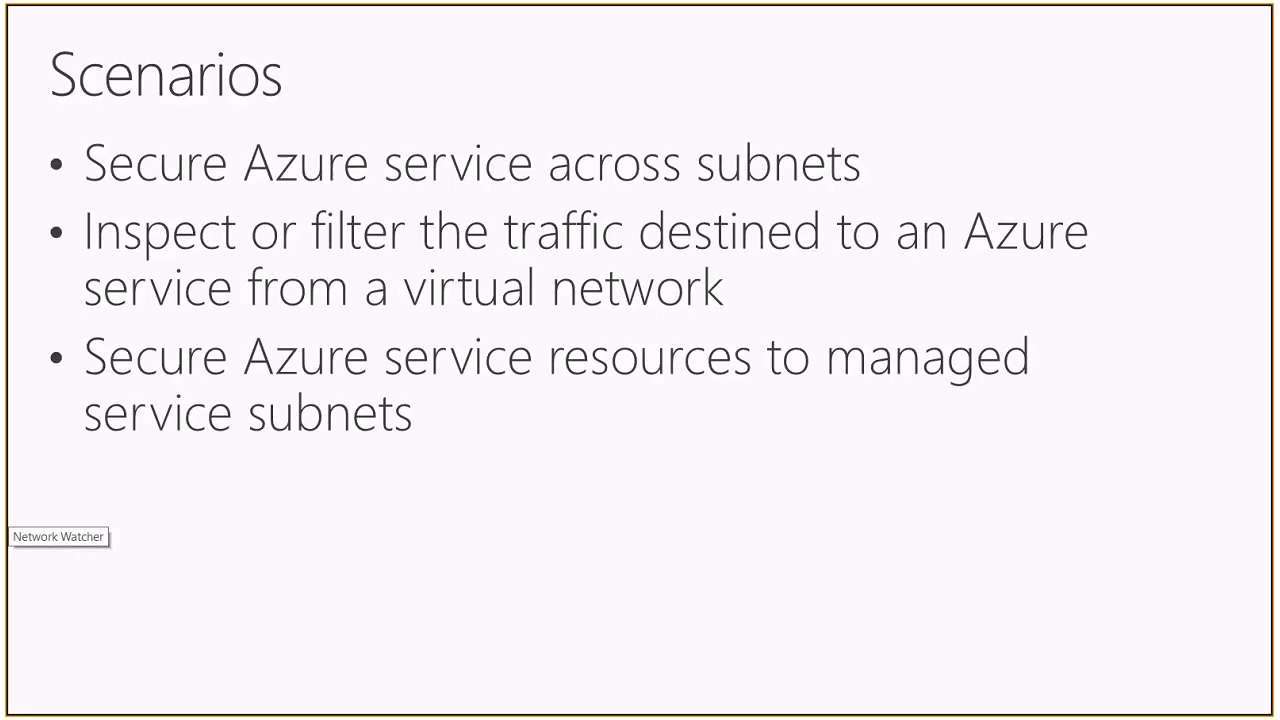 Scenarios
• Secure Azure service across subnets
• Inspect or filter the traffic destined to an Azure
service from a virtual network
• Secure Azure service resources to managed
service subnets
Network Watcher